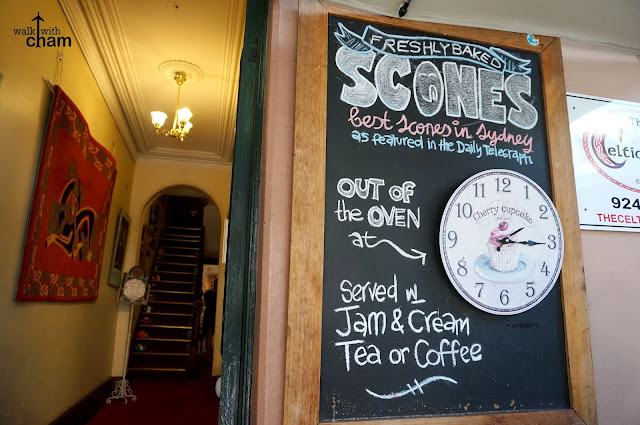 walk with
cham
FRESHLY BAKED
SCONES
best scones in Sydney
as featured in the Daily Telegraph
OUT OF
the OVEN
at
Served w/
Jam & Cream
Tea or Coffee
12
1
2
3
4
5
6
7
8
9
10
11
Cherry cupcake
TH
eltic
924
THECELT